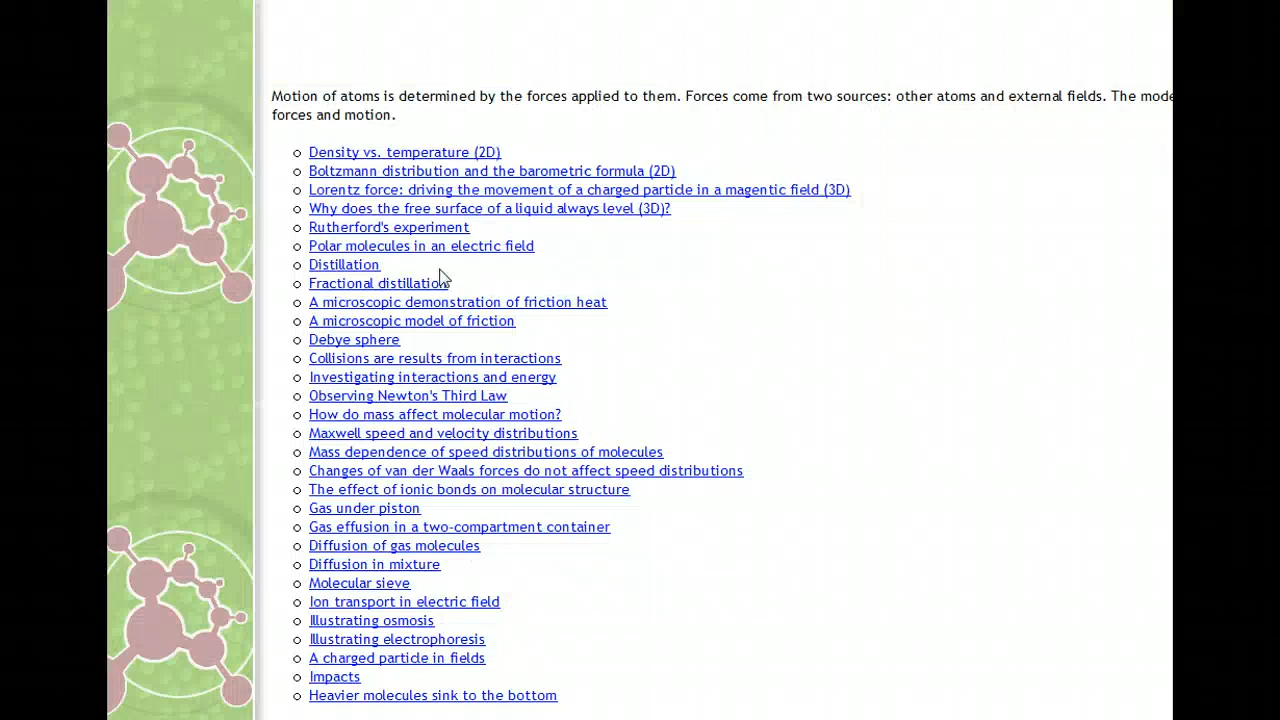 Motion of atoms is determined by the forces applied to them. Forces come from two sources: other atoms and external fields. The mode
forces and motion.
Density vs. temperature (2D)
Boltzmann distribution and the barometric formula (2D)
Lorentz force: driving the movement of a charged particle in a magentic field (3D)
Why does the free surface of a liquid always level (3D)?
Rutherford's experiment
Polar molecules in an electric field
Distillation
Fractional distillation
A microscopic demonstration of friction heat
A microscopic model of friction
Debye sphere
Collisions are results from interactions
Investigating interactions and energy
Observing Newton's Third Law
How do mass affect molecular motion?
Maxwell speed and velocity distributions
Mass dependence of speed distributions of molecules
Changes of van der Waals forces do not affect speed distributions
The effect of ionic bonds on molecular structure
Gas under piston
Gas effusion in a two-compartment container
Diffusion of gas molecules
Diffusion in mixture
Molecular sieve
Ion transport in electric field
Illustrating osmosis
Illustrating electrophoresis
A charged particle in fields
Impacts
Heavier molecules sink to the bottom